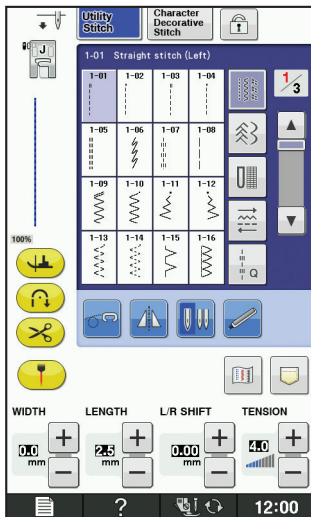 Utility
Stitch
Character
Decorative
Stitch
J
1-01 Straight stitch (Left)
1-01 1-02 1-03 1-04
1/3
1-05 1-06 1-07 1-08
1-09 1-10 1-11 1-12
1-13 1-14 1-15 1-16
Q
100%
WIDTH LENGTH L/R SHIFT TENSION
0.0 mm + − 2.5 mm + − 0.00 mm + − 4.0 + −
? 12:00